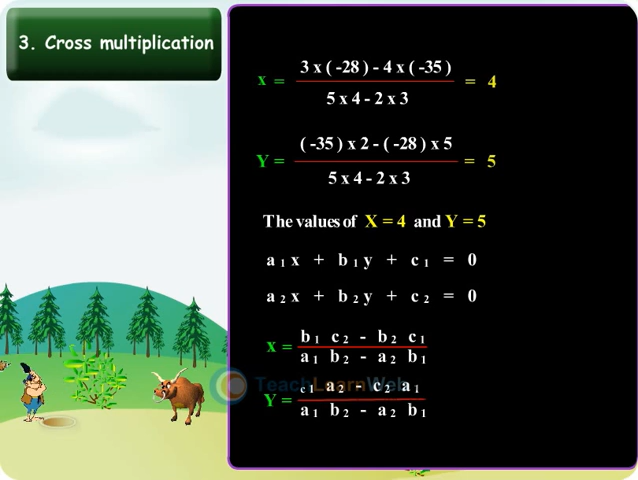 3. Cross multiplication
x = 3 x ( -28 ) - 4 x ( -35 ) = 4
5 x 4 - 2 x 3
Y = ( -35 ) x 2 - ( -28 ) x 5 = 5
5 x 4 - 2 x 3
The values of X = 4 and Y = 5
a 1 x + b 1 y + c 1 = 0
a 2 x + b 2 y + c 2 = 0
x = b 1 c 2 - b 2 c 1
a 1 b 2 - a 2 b 1
TeachLearnWeb
Y = c 1 a 2 - c 2 a 1
a 1 b 2 - a 2 b 1